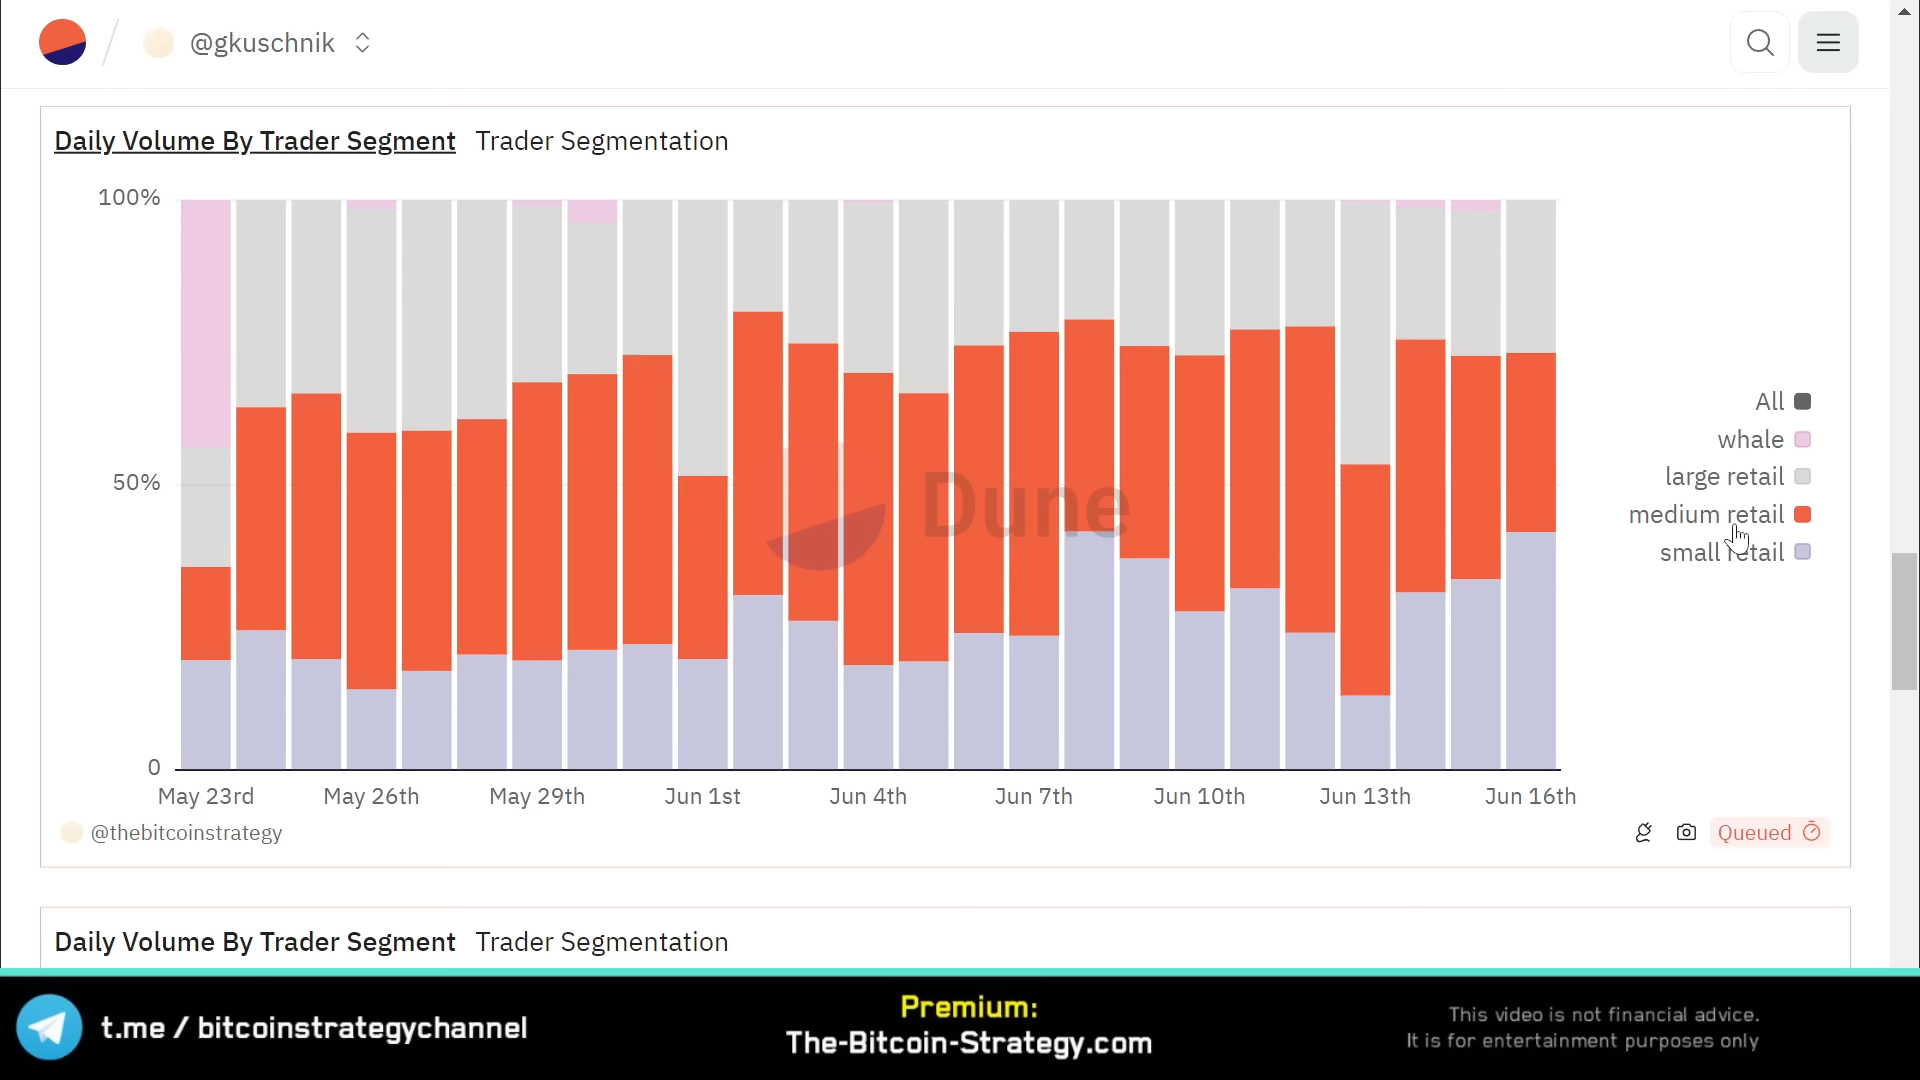 @gkuschnik
Daily Volume By Trader Segment Trader Segmentation
100%
50%
0
Dune
All
whale
large retail
medium retail
small retail
May 23rd May 26th May 29th Jun 1st Jun 4th Jun 7th Jun 10th Jun 13th Jun 16th
@thebitcoinstrategy
Queued
Daily Volume By Trader Segment Trader Segmentation
t.me / bitcoinstrategychannel
Premium:
The-Bitcoin-Strategy.com
This video is not financial advice.
It is for entertainment purposes only